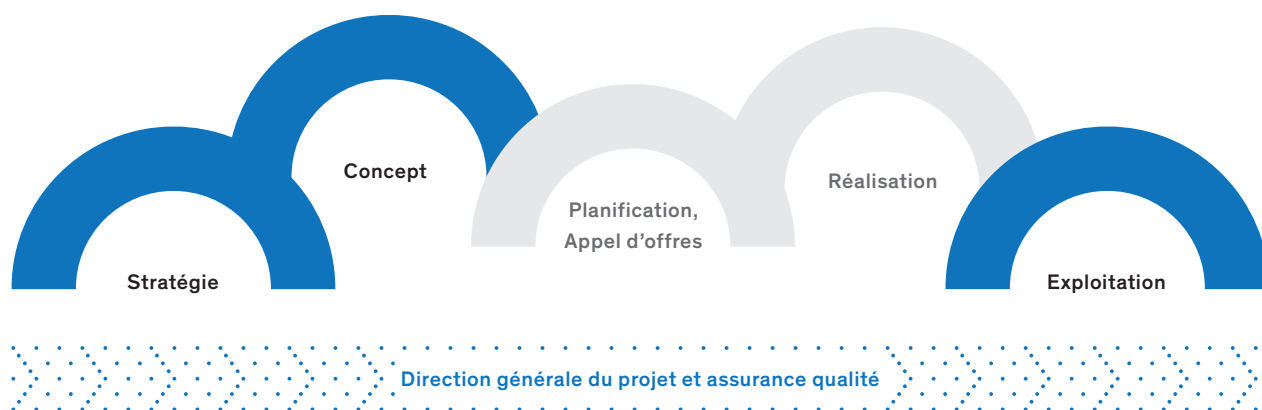 Stratégie
Concept
Planification,
Appel d’offres
Réalisation
Exploitation
Direction générale du projet et assurance qualité